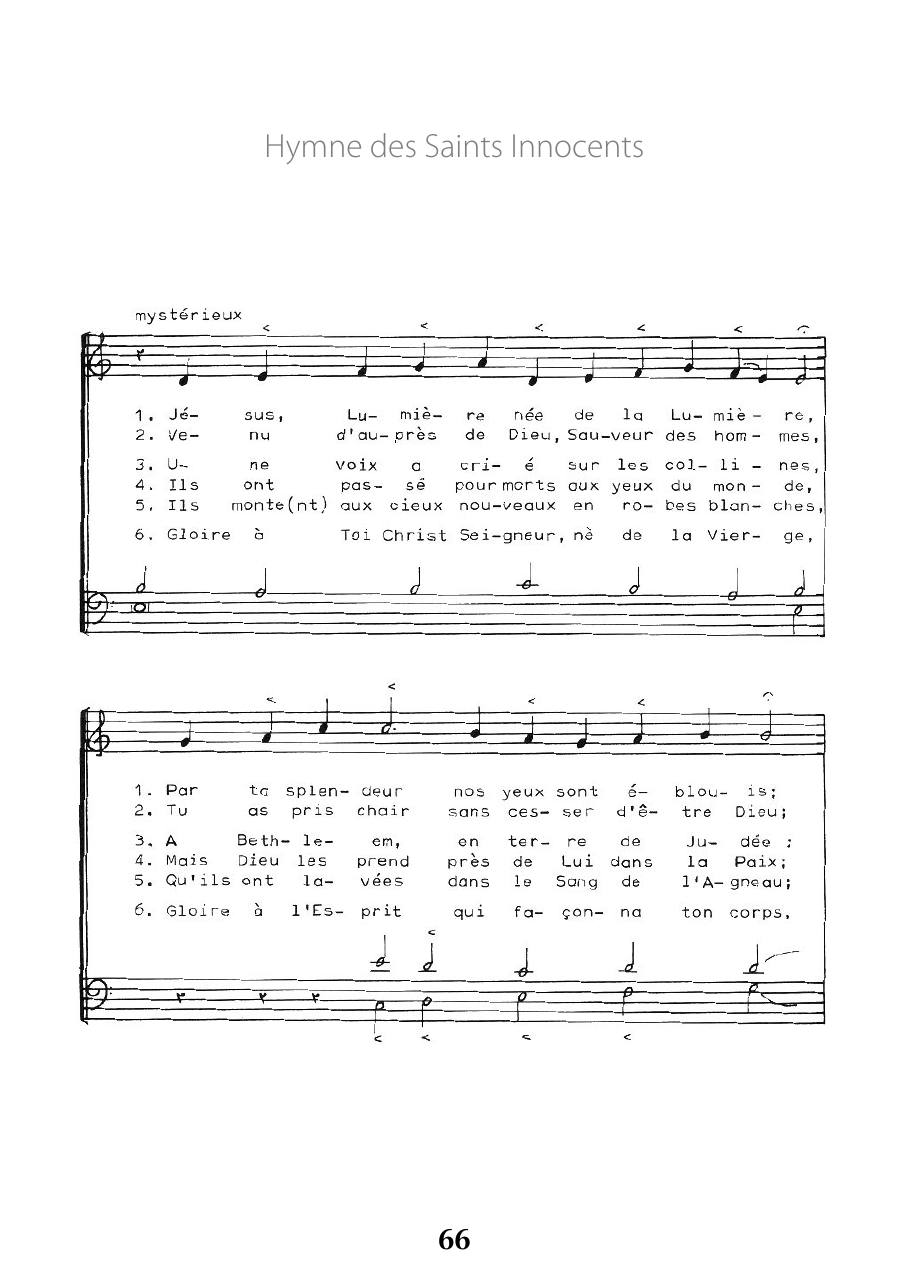 Hymne des Saints Innocents
mystérieux
1. Jé- sus, Lu- miè- re née de la Lu- miè - re,
2. Ve- nu d'au-près de Dieu, Sau-veur des hom - mes,
3. U- ne voix a cri- é sur les col- li - nes,
4. Ils ont pas- sé pour morts aux yeux du mon - de,
5. Ils monte(nt) aux cieux nou-veaux en ro- bes blan- ches,
6. Gloire à Toi Christ Sei-gneur, nè de la Vier- ge,
1. Par ta splen- deur nos yeux sont é- blou- is;
2. Tu as pris chair sans ces- ser d'ê- tre Dieu;
3. A Beth- le- em, en ter- re de Ju- dée :
4. Mais Dieu les prend près de Lui dans la Paix;
5. Qu'ils ont la- vées dans le Sang de l'A- gneau;
6. Gloire à l'Es- prit qui fa- çon- na ton corps,
66